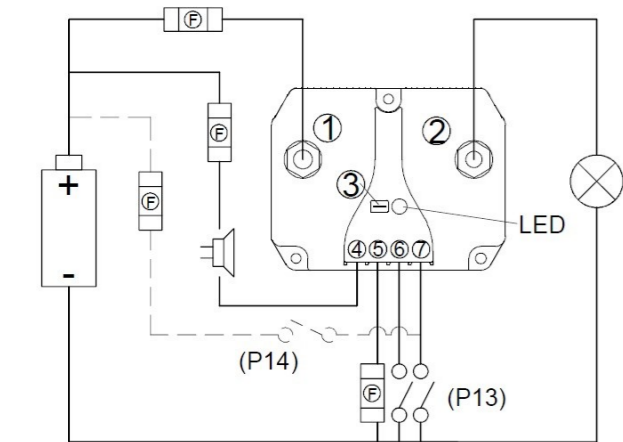 F
① ②
F
③
F
+
LED
④ ⑤ ⑥ ⑦
-
(P14)
F
(P13)